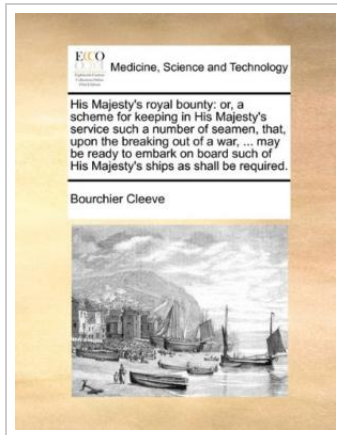 ECCO
Medicine, Science and Technology
His Majesty's royal bounty: or, a
scheme for keeping in His Majesty's
service such a number of seamen, that,
upon the breaking out of a war, ... may
be ready to embark on board such of
His Majesty's ships as shall be required.
Bourchier Cleeve